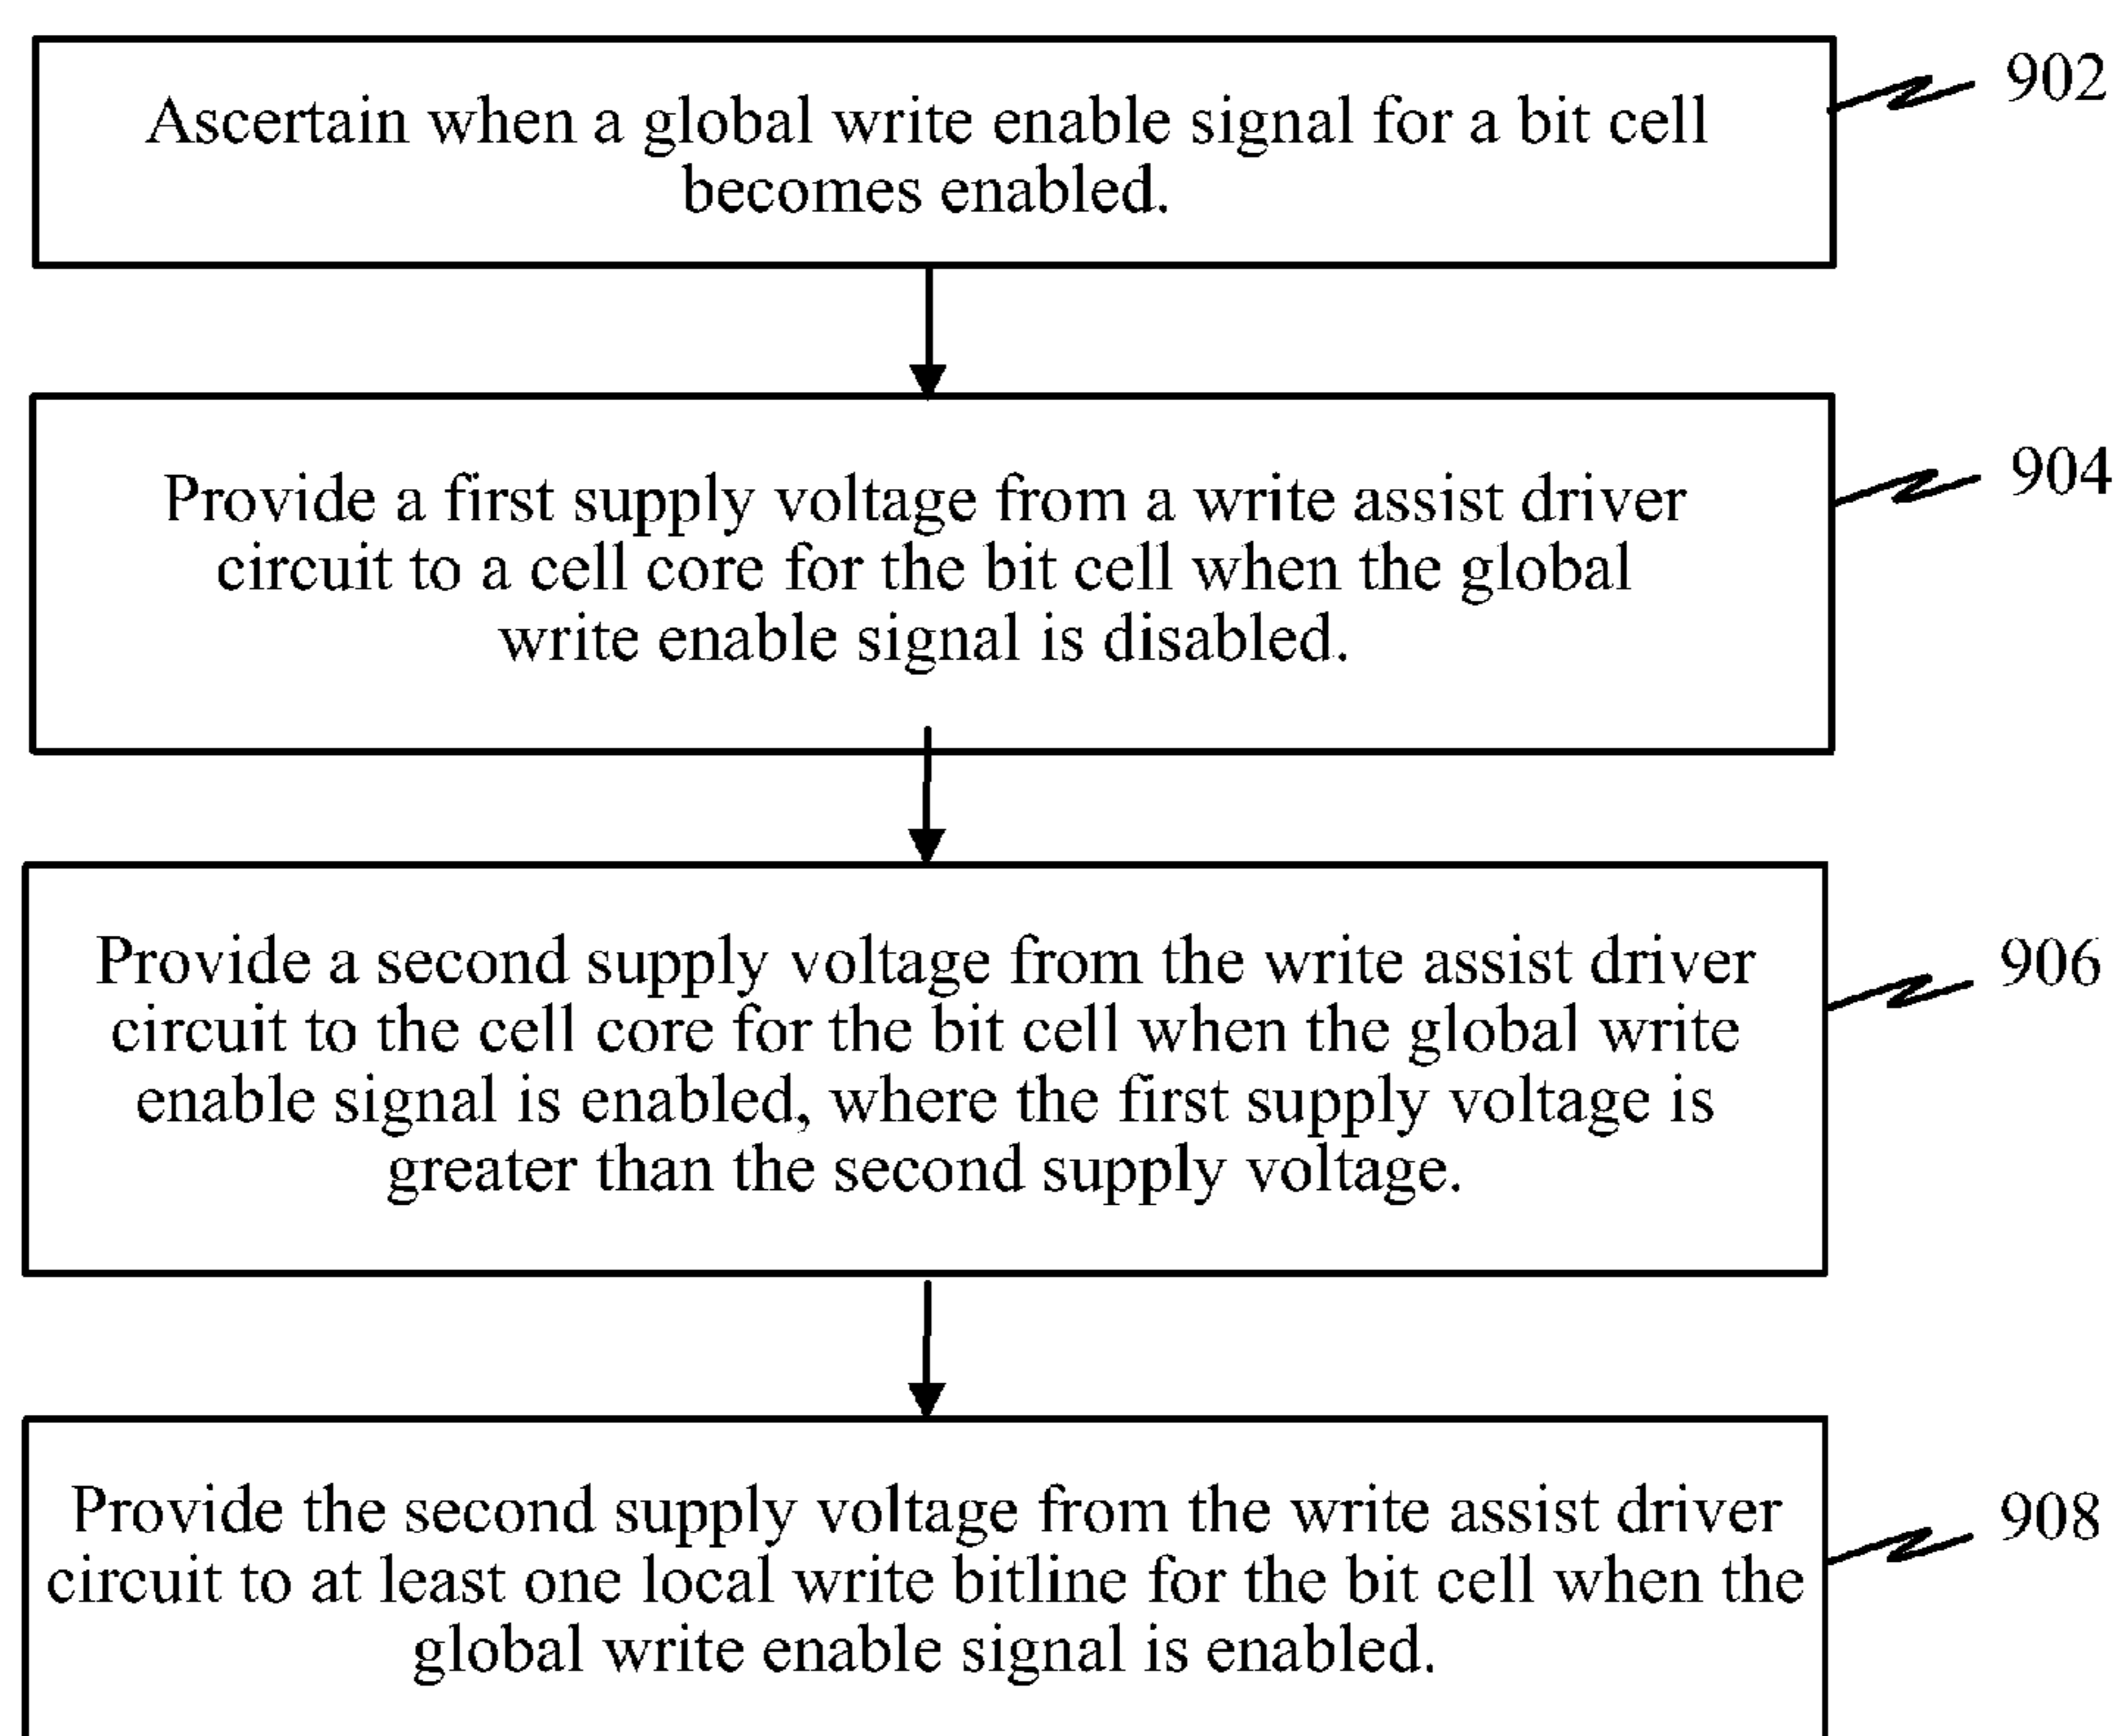 902
Ascertain when a global write enable signal for a bit cell
becomes enabled.
904
Provide a first supply voltage from a write assist driver
circuit to a cell core for the bit cell when the global
write enable signal is disabled.
906
Provide a second supply voltage from the write assist driver
circuit to the cell core for the bit cell when the global write
enable signal is enabled, where the first supply voltage is
greater than the second supply voltage.
908
Provide the second supply voltage from the write assist driver
circuit to at least one local write bitline for the bit cell when the
global write enable signal is enabled.